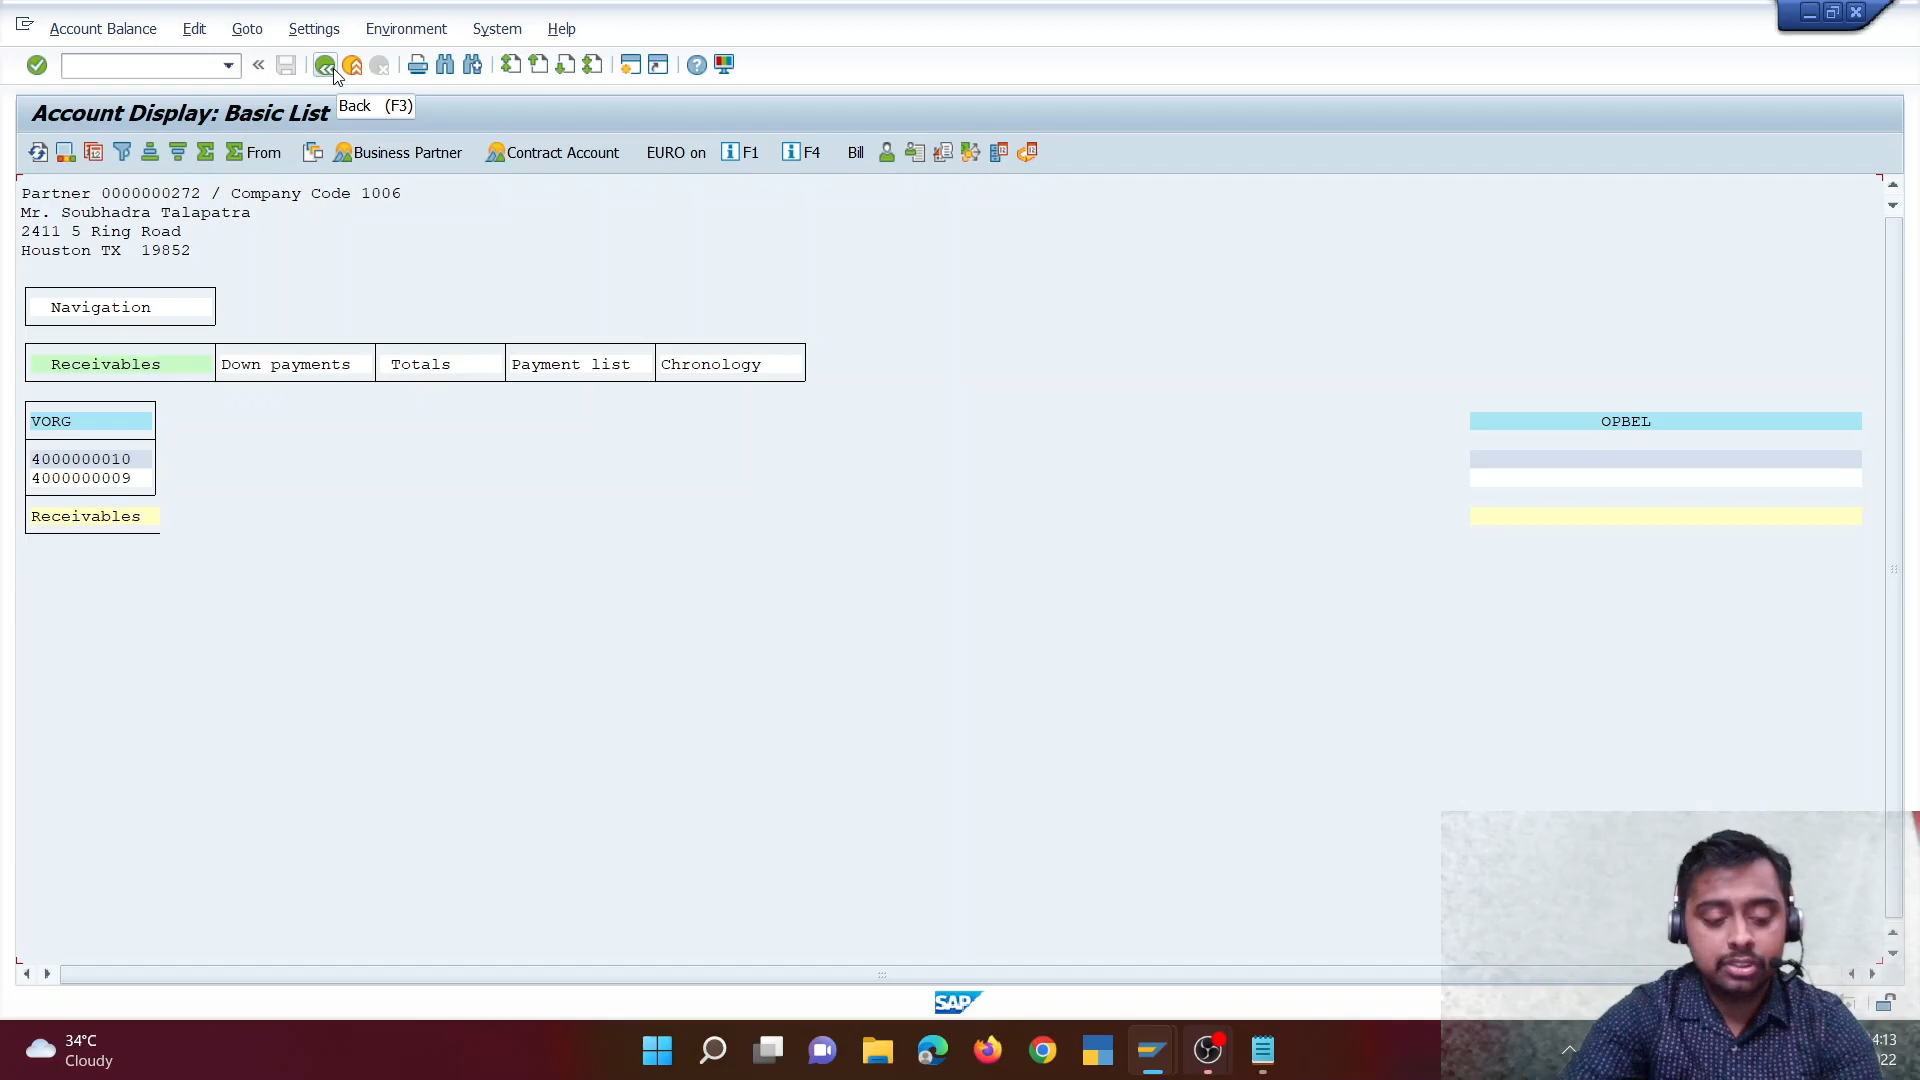 Account Balance Edit Goto Settings Environment System Help
Back (F3)
Account Display: Basic List
From Business Partner Contract Account EURO on F1 F4 Bill
Partner 0000000272 / Company Code 1006
Mr. Soubhadra Talapatra
2411 5 Ring Road
Houston TX 19852
Navigation
Receivables Down payments Totals Payment list Chronology
VORG OPBEL
4000000010
4000000009
Receivables
SAP
34°C
Cloudy
4:13
22